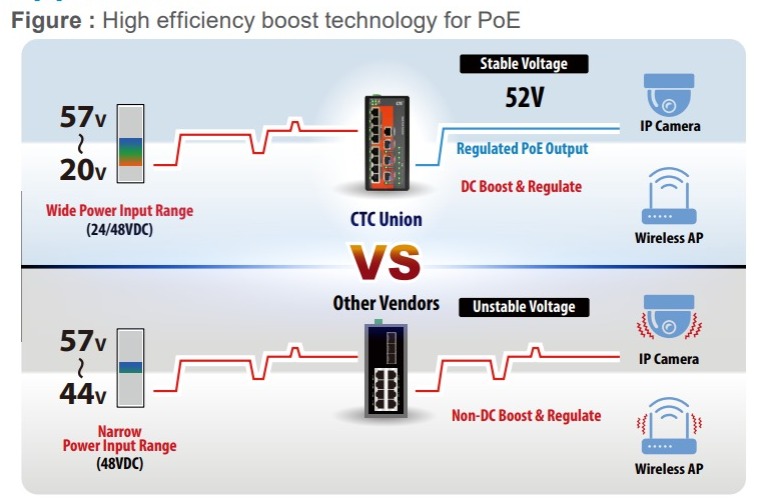 Figure : High efficiency boost technology for PoE
Stable Voltage
57V
52V
~
IP Camera
20V
Regulated PoE Output
DC Boost & Regulate
Wide Power Input Range
(24/48VDC)
CTC Union
Wireless AP
VS
Other Vendors
Unstable Voltage
57V
~
IP Camera
44V
Non-DC Boost & Regulate
Narrow
Power Input Range
(48VDC)
Wireless AP